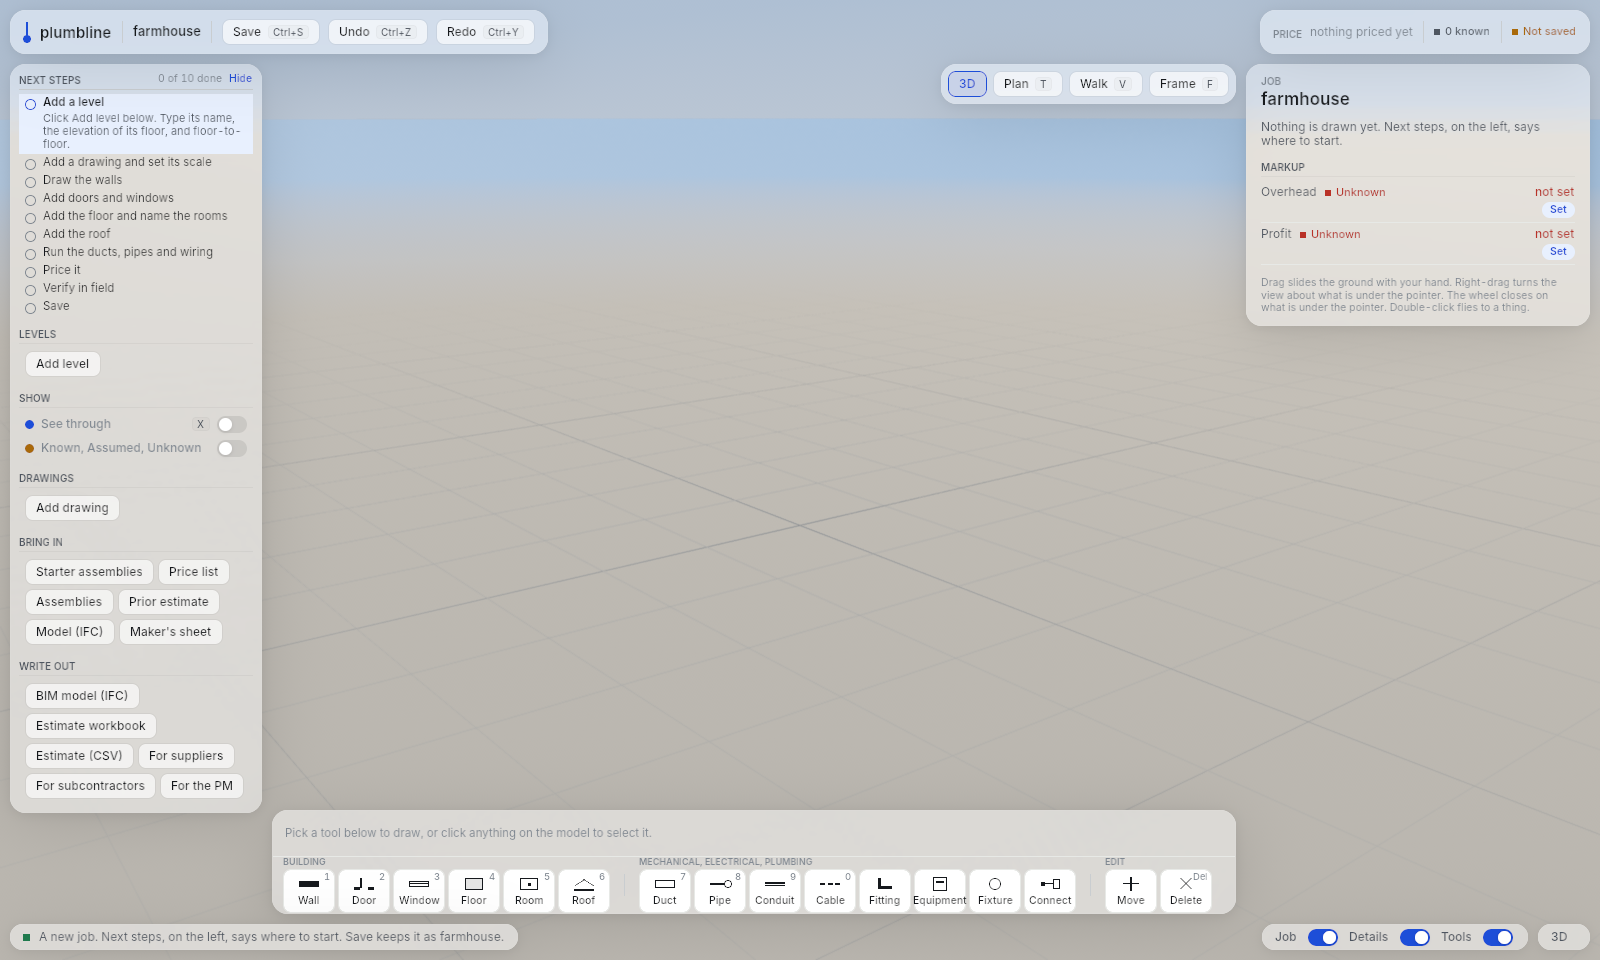 plumbline
farmhouse
Save Ctrl+S
Undo Ctrl+Z
Redo Ctrl+Y
PRICE nothing priced yet
0 known
Not saved
NEXT STEPS 0 of 10 done Hide
Add a level
Click Add level below. Type its name,
the elevation of its floor, and floor-to-
floor.
Add a drawing and set its scale
Draw the walls
Add doors and windows
Add the floor and name the rooms
Add the roof
Run the ducts, pipes and wiring
Price it
Verify in field
Save
LEVELS
Add level
SHOW
See through X
Known, Assumed, Unknown
DRAWINGS
Add drawing
BRING IN
Starter assemblies Price list
Assemblies Prior estimate
Model (IFC) Maker's sheet
WRITE OUT
BIM model (IFC)
Estimate workbook
Estimate (CSV) For suppliers
For subcontractors For the PM
3D Plan T Walk V Frame F
JOB
farmhouse
Nothing is drawn yet. Next steps, on the left, says
where to start.
MARKUP
Overhead Unknown not set
Set
Profit Unknown not set
Set
Drag slides the ground with your hand. Right-drag turns the
view about what is under the pointer. The wheel closes on
what is under the pointer. Double-click flies to a thing.
Pick a tool below to draw, or click anything on the model to select it.
BUILDING
1 Wall
2 Door
3 Window
4 Floor
5 Room
6 Roof
MECHANICAL, ELECTRICAL, PLUMBING
7 Duct
8 Pipe
9 Conduit
0 Cable
Fitting
Equipment
Fixture
Connect
EDIT
Move
Del Delete
A new job. Next steps, on the left, says where to start. Save keeps it as farmhouse.
Job Details Tools 3D